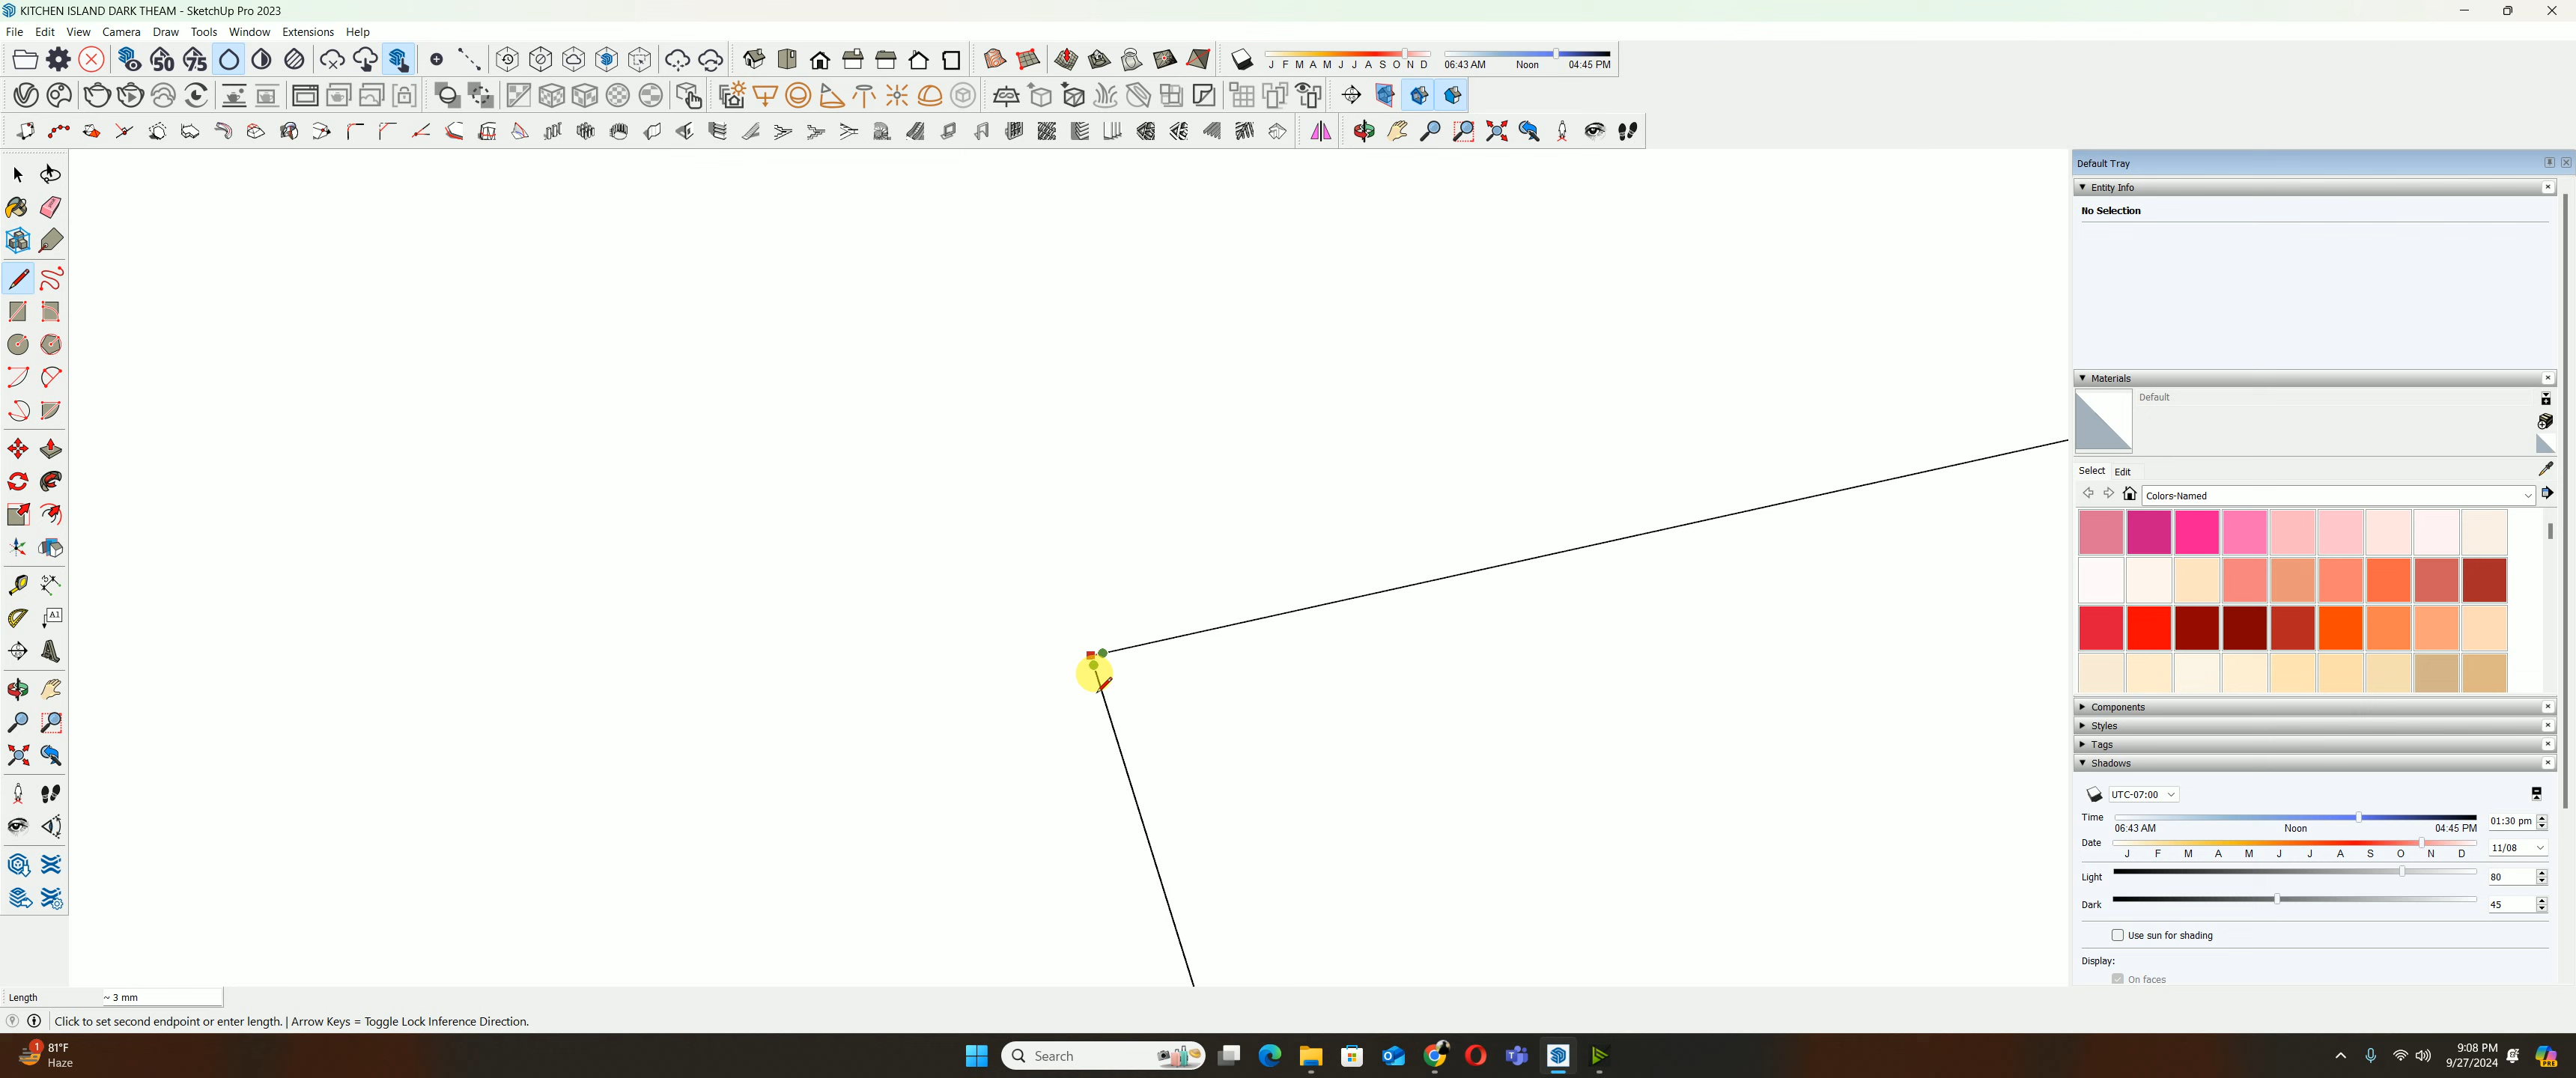 KITCHEN ISLAND DARK THEAM - SketchUp Pro 2023
File Edit View Camera Draw Tools Window Extensions Help
50 75
J F M A M J J A S O N D 06:43 AM Noon 04:45 PM
Default Tray
Entity Info
No Selection
Materials
Default
Select Edit
Colors-Named
Components
Styles
Tags
Shadows
UTC-07:00
Time 01:30 pm
06:43 AM Noon 04:45 PM
Date 11/08
J F M A M J J A S O N D
Light 80
Dark 45
Use sun for shading
Display:
On faces
Length ~ 3 mm
Click to set second endpoint or enter length. | Arrow Keys = Toggle Lock Inference Direction.
1 81°F
Haze
Search
9:08 PM
9/27/2024
PRE